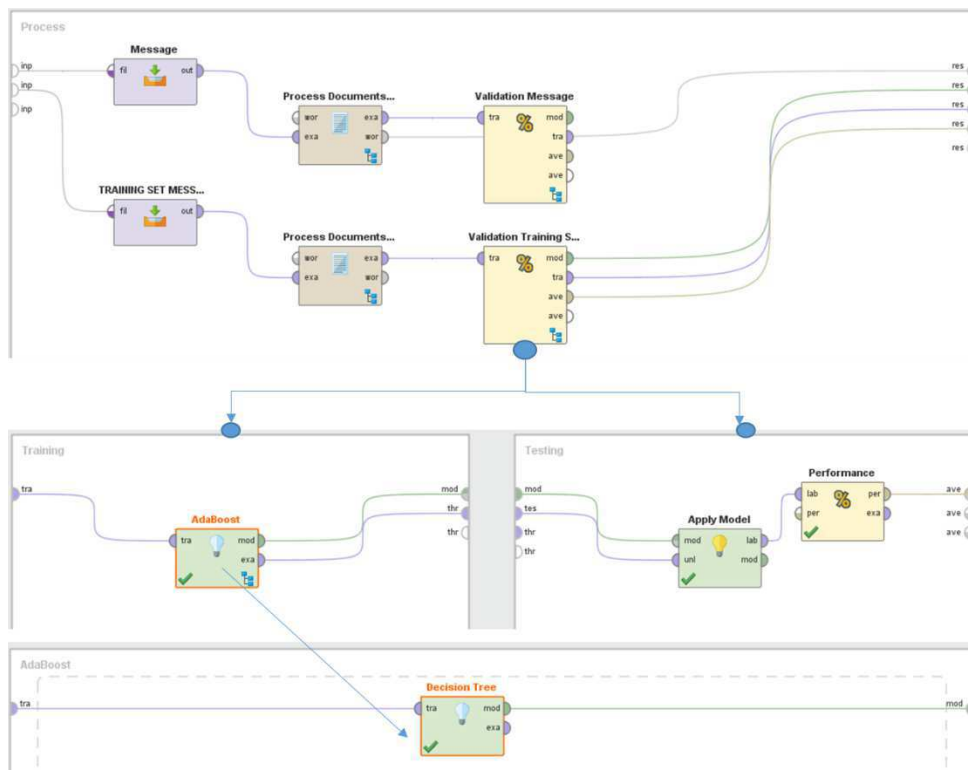 Process
Message
inp
inp
inp
fil out
res
res
res
res
res
Process Documents...
wor exa
exa wor
Validation Message
tra mod
tra
ave
ave
TRAINING SET MESS...
fil out
Process Documents...
wor exa
exa wor
Validation Training S...
tra mod
tra
ave
ave
Training
tra
AdaBoost
tra mod
exa
mod
thr
thr
Testing
mod
tes
thr
thr
Apply Model
mod lab
unl mod
Performance
lab per
per exa
ave
ave
ave
AdaBoost
tra
Decision Tree
tra mod
exa
mod